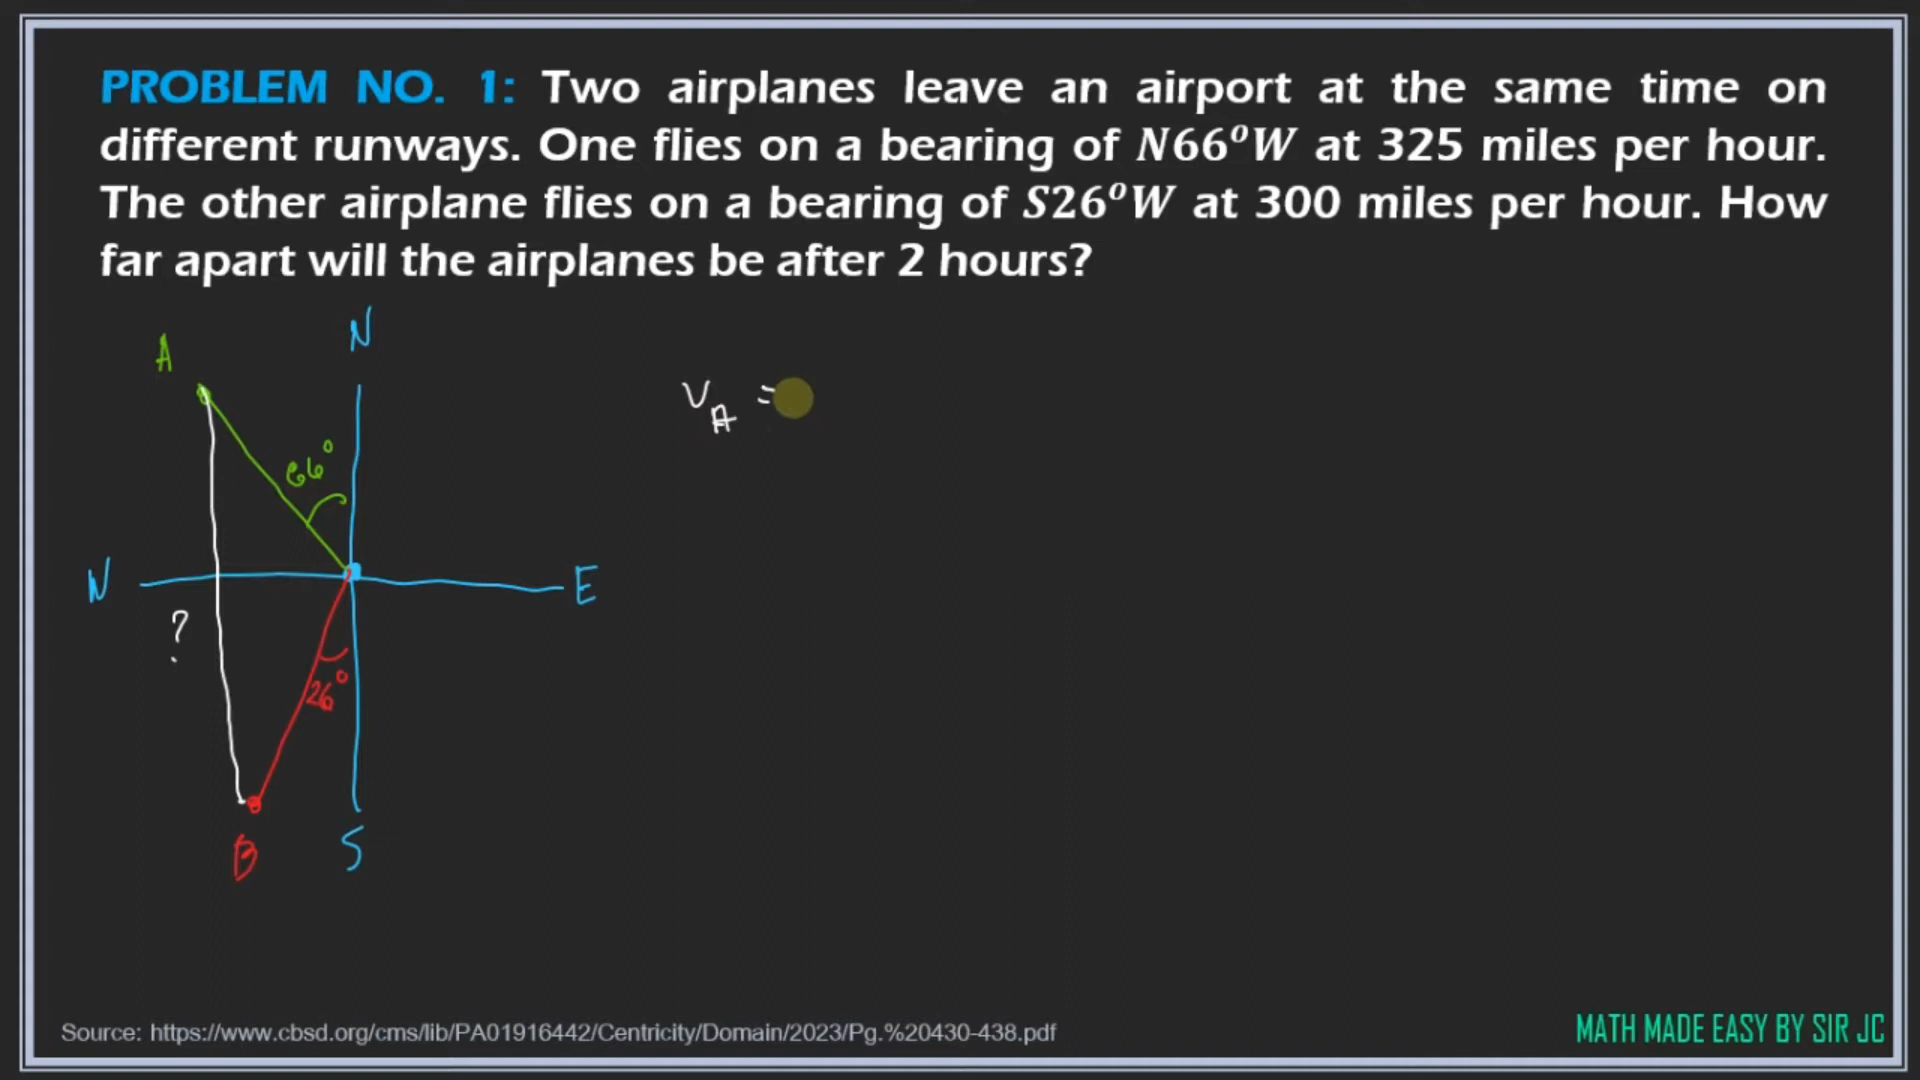 PROBLEM NO. 1: Two airplanes leave an airport at the same time on
different runways. One flies on a bearing of N66°W at 325 miles per hour.
The other airplane flies on a bearing of S26°W at 300 miles per hour. How
far apart will the airplanes be after 2 hours?
N
A
V_A =
66°
W
E
?
26°
B
S
Source: https://www.cbsd.org/cms/lib/PA01916442/Centricity/Domain/2023/Pg.%20430-438.pdf
MATH MADE EASY BY SIR JC